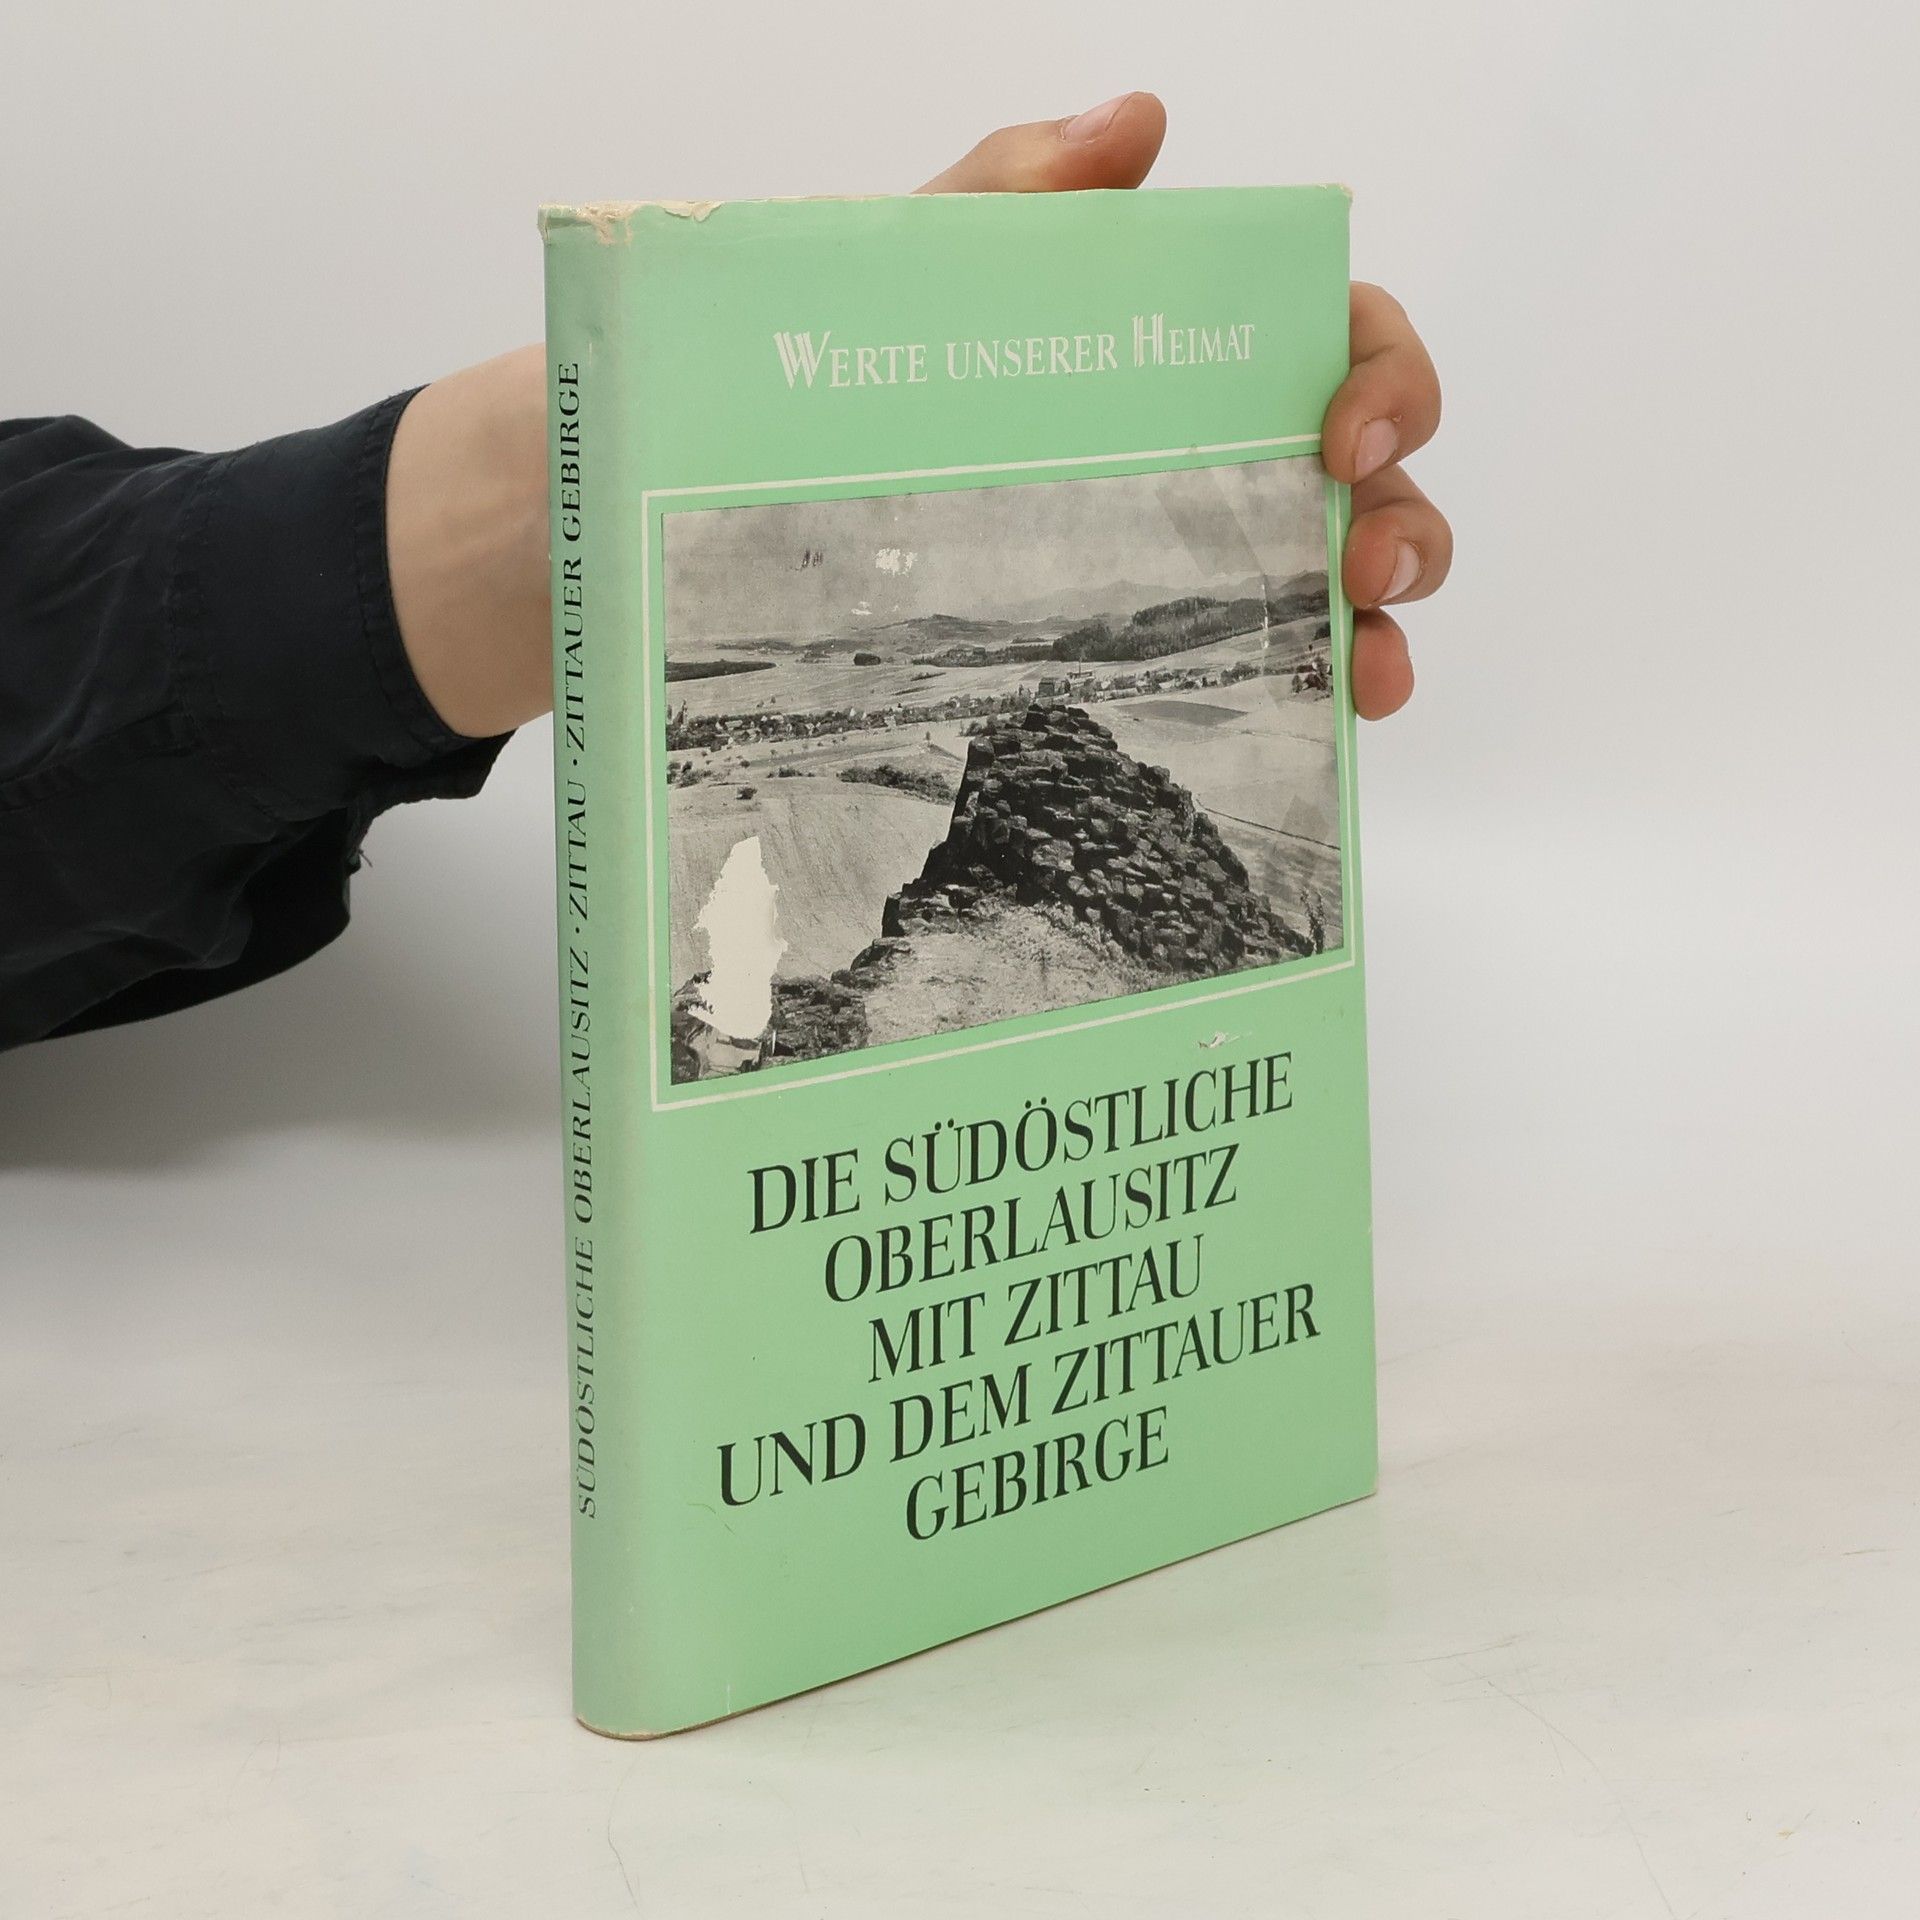 WERTE UNSERER HEIMAT
DIE SÜDÖSTLICHE
OBERLAUSITZ
MIT ZITTAU
UND DEM ZITTAUER
GEBIRGE
SÜDÖSTLICHE OBERLAUSITZ · ZITTAU · ZITTAUER GEBIRGE